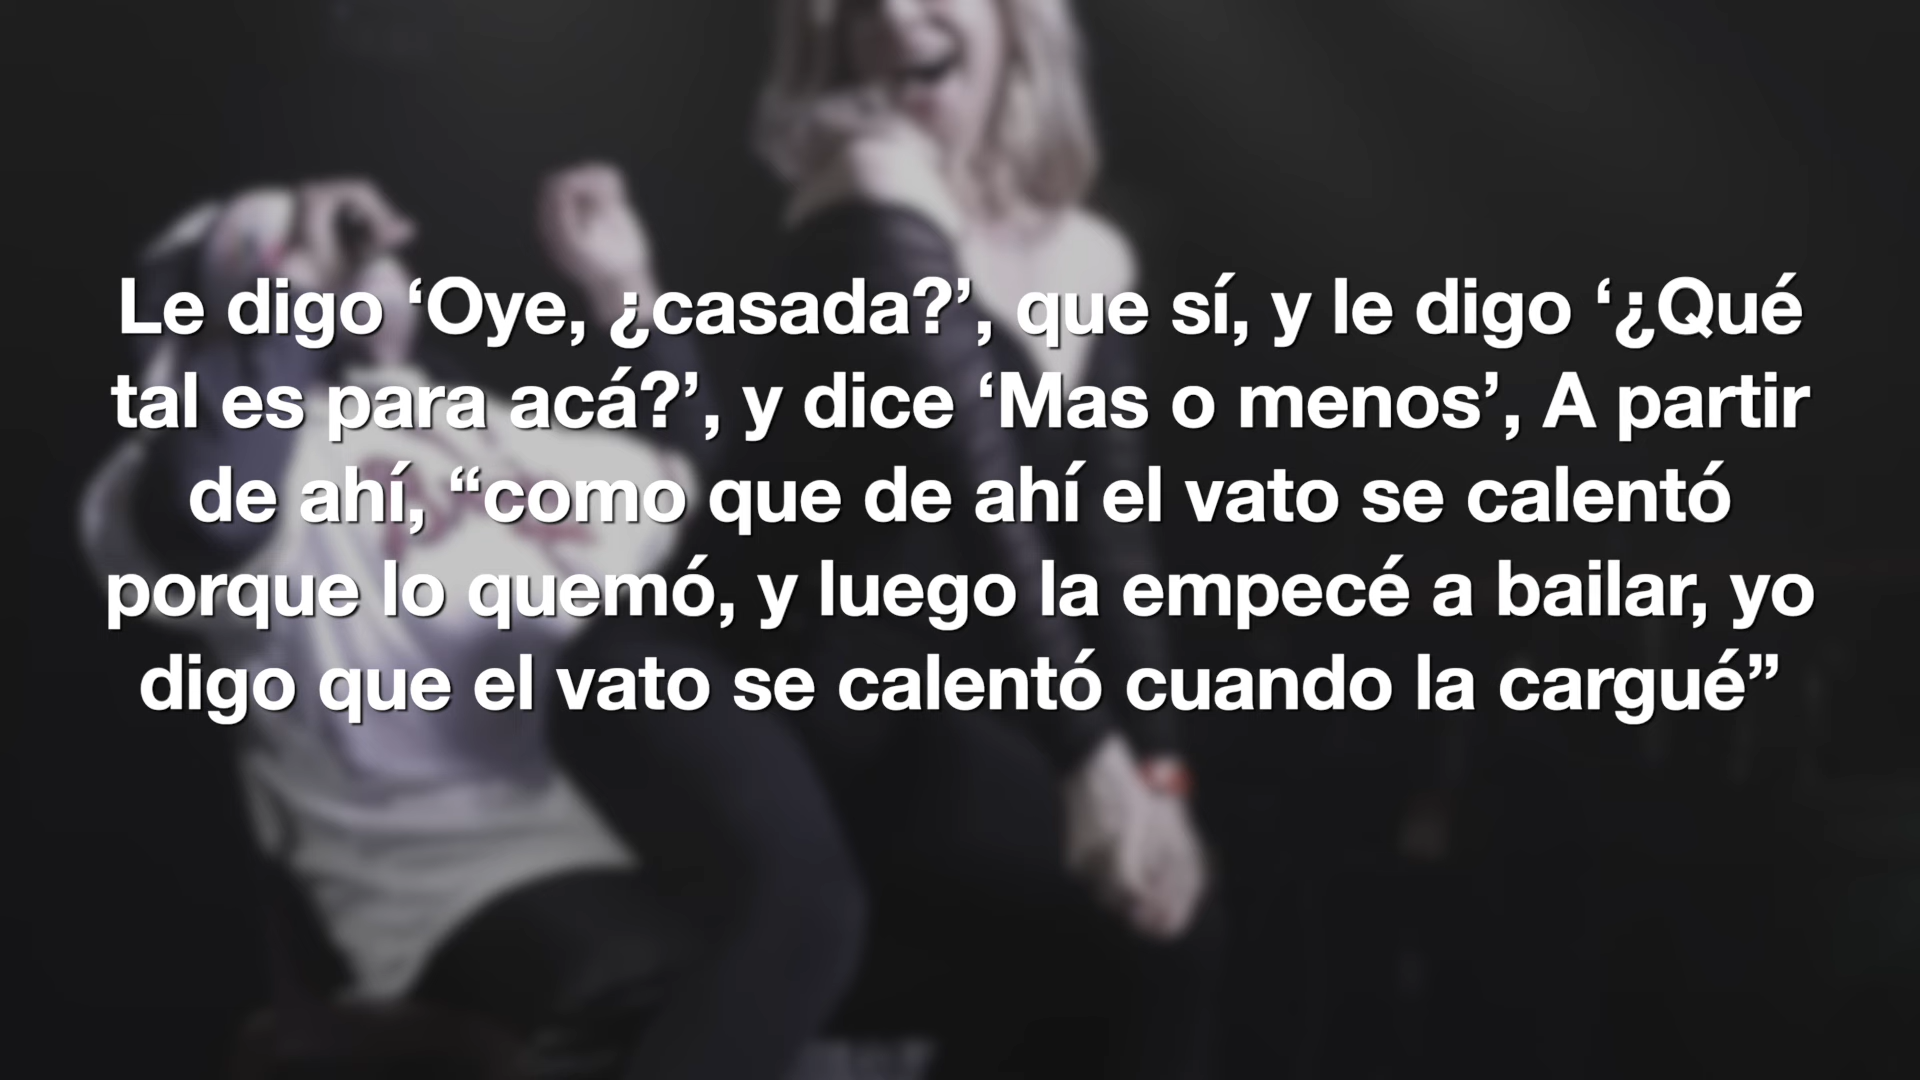 Le digo ‘Oye, ¿casada?’, que sí, y le digo ‘¿Qué
tal es para acá?’, y dice ‘Mas o menos’, A partir
de ahí, “como que de ahí el vato se calentó
porque lo quemó, y luego la empecé a bailar, yo
digo que el vato se calentó cuando la cargué”